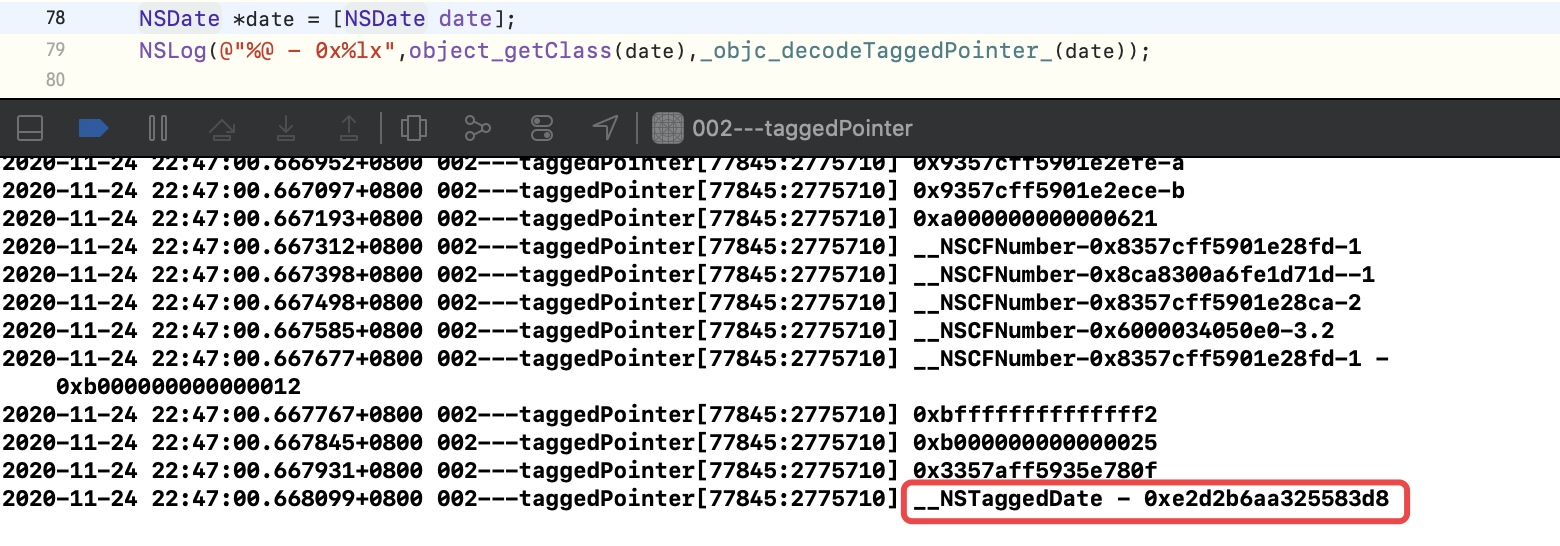 78 NSDate *date = [NSDate date];
79 NSLog(@"%@ - 0x%lx",object_getClass(date),_objc_decodeTaggedPointer_(date));
80
002---taggedPointer
2020-11-24 22:47:00.666952+0800 002---taggedPointer[77845:2775710] 0x9357cff5901e2efe-a
2020-11-24 22:47:00.667097+0800 002---taggedPointer[77845:2775710] 0x9357cff5901e2ece-b
2020-11-24 22:47:00.667193+0800 002---taggedPointer[77845:2775710] 0xa000000000000621
2020-11-24 22:47:00.667312+0800 002---taggedPointer[77845:2775710] __NSCFNumber-0x8357cff5901e28fd-1
2020-11-24 22:47:00.667398+0800 002---taggedPointer[77845:2775710] __NSCFNumber-0x8ca8300a6fe1d71d--1
2020-11-24 22:47:00.667498+0800 002---taggedPointer[77845:2775710] __NSCFNumber-0x8357cff5901e28ca-2
2020-11-24 22:47:00.667585+0800 002---taggedPointer[77845:2775710] __NSCFNumber-0x6000034050e0-3.2
2020-11-24 22:47:00.667677+0800 002---taggedPointer[77845:2775710] __NSCFNumber-0x8357cff5901e28fd-1 -
0xb000000000000012
2020-11-24 22:47:00.667767+0800 002---taggedPointer[77845:2775710] 0xbffffffffffffff2
2020-11-24 22:47:00.667845+0800 002---taggedPointer[77845:2775710] 0xb000000000000025
2020-11-24 22:47:00.667931+0800 002---taggedPointer[77845:2775710] 0x3357aff5935e780f
2020-11-24 22:47:00.668099+0800 002---taggedPointer[77845:2775710] __NSTaggedDate - 0xe2d2b6aa325583d8